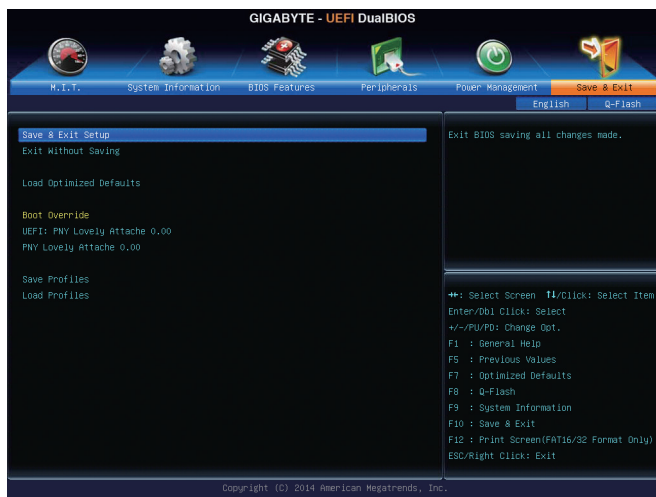 GIGABYTE - UEFI DualBIOS
M.I.T. System Information BIOS Features Peripherals Power Management Save & Exit
English Q-Flash
Save & Exit Setup
Exit Without Saving
Load Optimized Defaults
Boot Override
UEFI: PNY Lovely Attache 0.00
PNY Lovely Attache 0.00
Save Profiles
Load Profiles
Exit BIOS saving all changes made.
→←: Select Screen ↑↓/Click: Select Item
Enter/Dbl Click: Select
+/-/PU/PD: Change Opt.
F1 : General Help
F5 : Previous Values
F7 : Optimized Defaults
F8 : Q-Flash
F9 : System Information
F10 : Save & Exit
F12 : Print Screen(FAT16/32 Format Only)
ESC/Right Click: Exit
Copyright (C) 2014 American Megatrends, Inc.